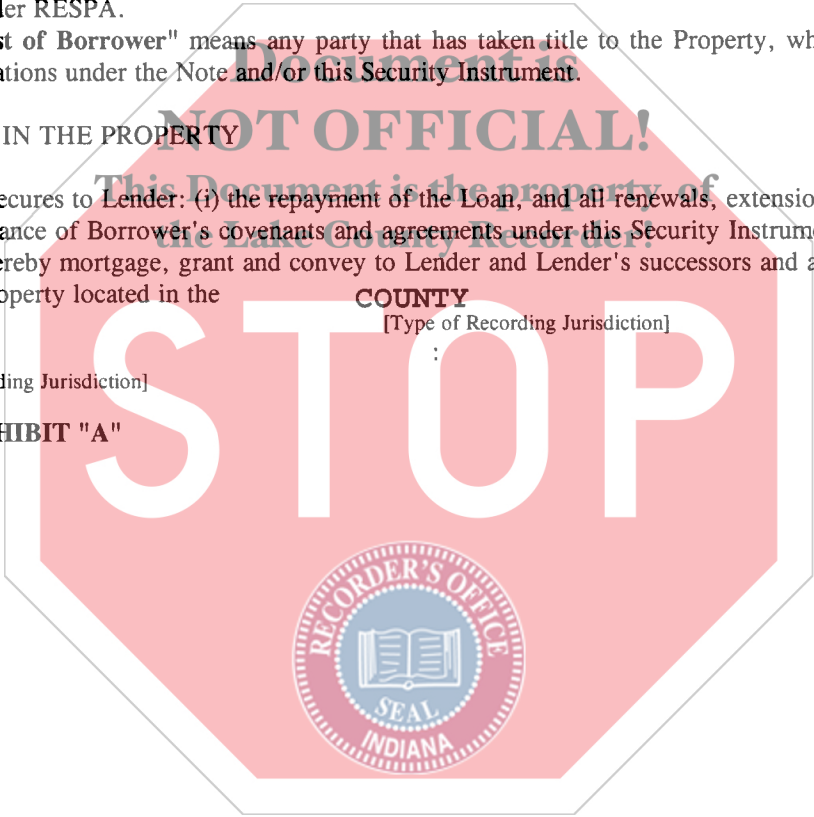 der RESPA.
st of Borrower" means any party that has taken title to the Property, wh
ations under the Note and/or this Security Instrument.
Document is
NOT OFFICIAL!
This Document is the property of
the Lake County Recorder!
IN THE PROPERTY
ecures to Lender: (i) the repayment of the Loan, and all renewals, extensio
ance of Borrower's covenants and agreements under this Security Instrume
ereby mortgage, grant and convey to Lender and Lender's successors and a
operty located in the COUNTY
[Type of Recording Jurisdiction]
:
ding Jurisdiction]
HIBIT "A"
STOP
RECORDER'S OFFICE
SEAL
INDIANA